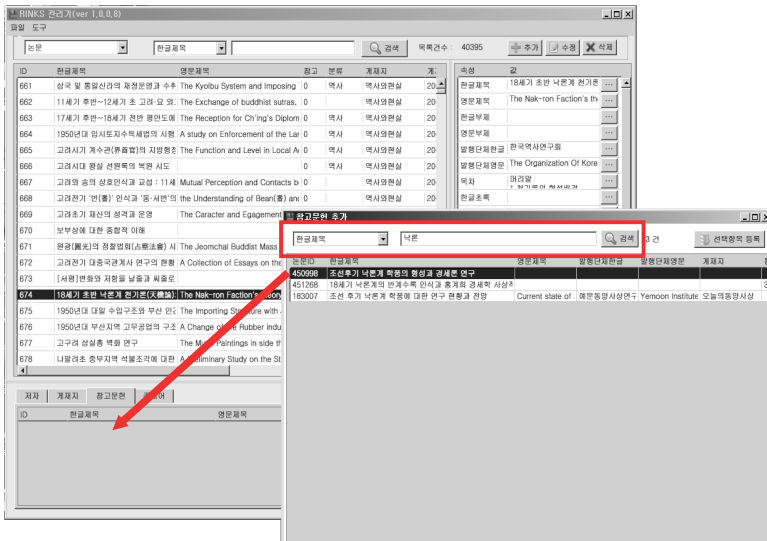 RINKS 관리기(ver 1,0,0,8)
파일 도구
논문 한글제목 검색 목록건수 : 40395 추가 수정 삭제
ID 한글제목 영문제목 참고 분류 게재지 게.
661 삼국 및 통일신라의 재정운영과 수취 The Kyolbu System and Imposing 0 역사 역사와현실 20
662 11세기 후반~12세기 초 고려·요 외. The Exchange of buddhist sutras, 0 역사 역사와현실 20
663 17세기 후반~18세기 전반 평안도에 The Reception for Ch'ing's Diplom 0 역사 역사와현실 20
664 1950년대 임시토지수득세법의 시행 A study on Enforcement of the Lar 0 역사 역사와현실 20
665 고려시기 계수관(界首官)의 지방행정 The Function and Level in Local A 0 역사 역사와현실 20
666 고려시대 왕실 선원록의 복원 시도 0 역사 역사와현실 20
667 고려와 송의 상호인식과 교섭 : 11세 Mutual Perception and Contacts b 0 역사와현실 20
668 고려전기 '번(蕃)' 인식과 '동·서번'의 the Understanding of Bean(蕃) and 0 역사와현실 20
669 고려초기 재신의 성격과 운영 The Caracter and Egagement
670 보부상에 대한 종합적 이해
671 원광(圓光)의 점찰법회(占察法會) 시 The Jeomchal Buddist Mass
672 고려전기 대중국관계사 연구의 현황 A Collection of Essays on the
673 [서평]변화와 저항을 날줄과 씨줄로
674 18세기 초반 낙론계 천기론(天機論): The Nak-ron Faction's
675 1950년대 대일 수입구조와 부산 인근 The Importing Structure with
676 1950년대 부산지역 고무공업의 구조 A Change of the Rubber indu
677 고구려 삼실총 벽화 연구 The Mural Paintings in side th
678 나말려초 중부지역 석불조각에 대한 A Preliminary Study on the St
속성 값
한글제목 18세기 초반 낙론계 천기론 ...
영문제목 The Nak-ron Faction's the ...
한글부제 ...
영문부제 ...
발행단체한글 한국역사연구회 ...
발행단체영문 The Organization Of Kore ...
목차 머리말 ...
한글초록 ...
참고문헌 추가
한글제목 낙론 검색 3 건 선택항목 등록
논문ID 한글제목 영문제목 발행단체한글 발행단체영문 게재지
450998 조선후기 낙론계 학풍의 형성과 경세론 연구
451268 18세기 낙론계의 반계수록 인식과 홍계희 경세학 사상적
183007 조선 후기 낙론계 학풍에 대한 연구 현황과 전망 Current state of . 예문동양사상연구 Yemoon Institute 오늘의동양사상
저자 게재지 참고문헌
ID 한글제목 영문제목